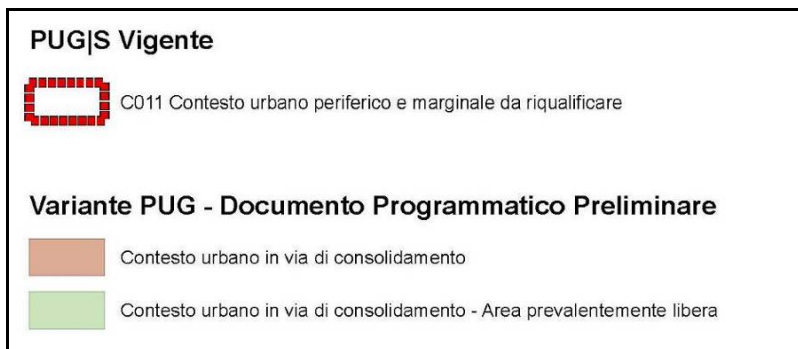 PUG|S Vigente
C011 Contesto urbano periferico e marginale da riqualificare
Variante PUG - Documento Programmatico Preliminare
Contesto urbano in via di consolidamento
Contesto urbano in via di consolidamento - Area prevalentemente libera